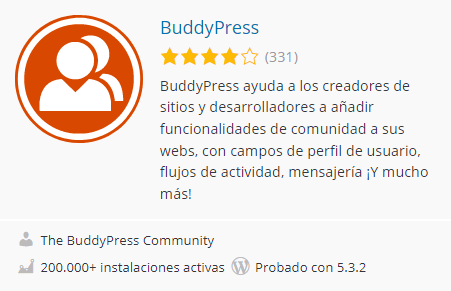 BuddyPress
(331)
BuddyPress ayuda a los creadores de
sitios y desarrolladores a añadir
funcionalidades de comunidad a sus
webs, con campos de perfil de usuario,
flujos de actividad, mensajería ¡Y mucho
más!
The BuddyPress Community
200.000+ instalaciones activas Probado con 5.3.2